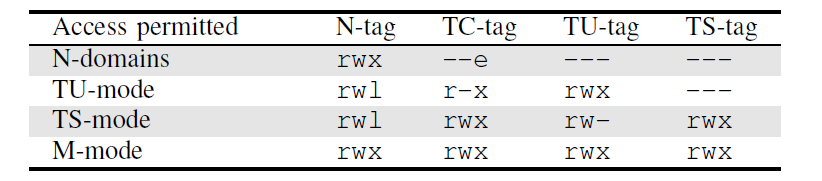 Access permitted N-tag TC-tag TU-tag TS-tag
N-domains rwx --e --- ---
TU-mode rwl r-x rwx ---
TS-mode rwl rwx rw- rwx
M-mode rwx rwx rwx rwx